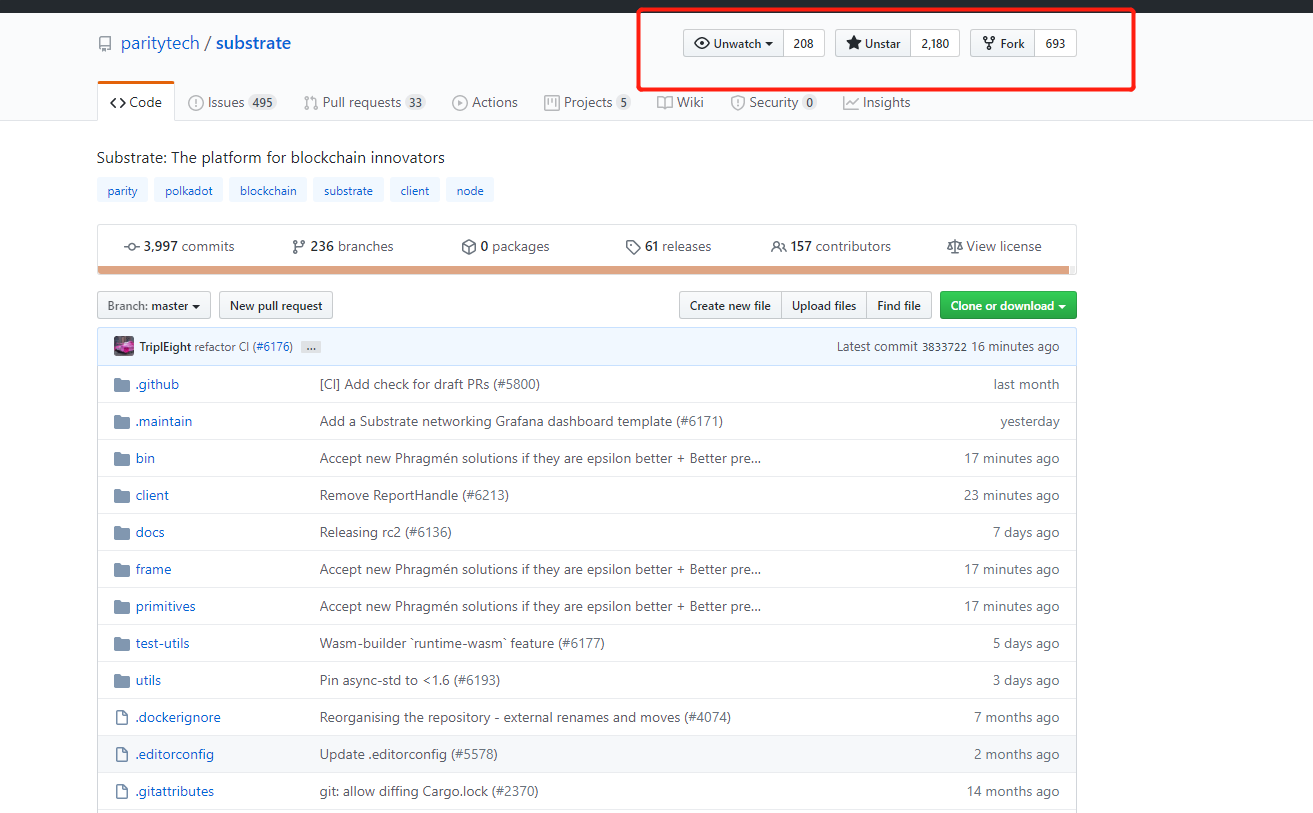 paritytech / substrate
Unwatch 208 Unstar 2,180 Fork 693
Code Issues 495 Pull requests 33 Actions Projects 5 Wiki Security 0 Insights
Substrate: The platform for blockchain innovators
parity polkadot blockchain substrate client node
3,997 commits 236 branches 0 packages 61 releases 157 contributors View license
Branch: master New pull request Create new file Upload files Find file Clone or download
TriplEight refactor CI (#6176) ... Latest commit 3833722 16 minutes ago
.github [CI] Add check for draft PRs (#5800) last month
.maintain Add a Substrate networking Grafana dashboard template (#6171) yesterday
bin Accept new Phragmén solutions if they are epsilon better + Better pre... 17 minutes ago
client Remove ReportHandle (#6213) 23 minutes ago
docs Releasing rc2 (#6136) 7 days ago
frame Accept new Phragmén solutions if they are epsilon better + Better pre... 17 minutes ago
primitives Accept new Phragmén solutions if they are epsilon better + Better pre... 17 minutes ago
test-utils Wasm-builder `runtime-wasm` feature (#6177) 5 days ago
utils Pin async-std to <1.6 (#6193) 3 days ago
.dockerignore Reorganising the repository - external renames and moves (#4074) 7 months ago
.editorconfig Update .editorconfig (#5578) 2 months ago
.gitattributes git: allow diffing Cargo.lock (#2370) 14 months ago